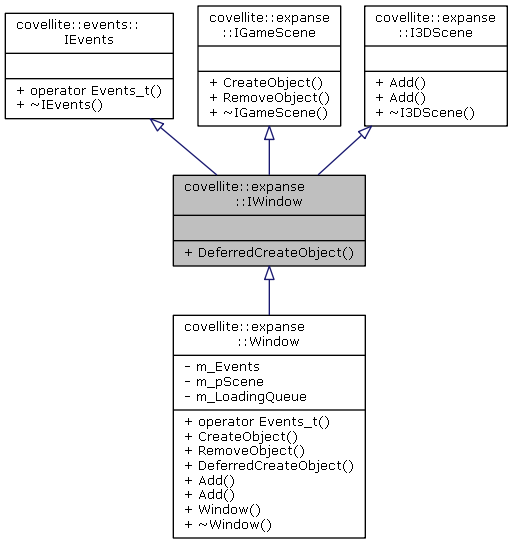 covellite::events::
IEvents
+ operator Events_t()
+ ~IEvents()
covellite::expanse
::IGameScene
+ CreateObject()
+ RemoveObject()
+ ~IGameScene()
covellite::expanse
::I3DScene
+ Add()
+ Add()
+ ~I3DScene()
covellite::expanse
::IWindow
+ DeferredCreateObject()
covellite::expanse
::Window
- m_Events
- m_pScene
- m_LoadingQueue
+ operator Events_t()
+ CreateObject()
+ RemoveObject()
+ DeferredCreateObject()
+ Add()
+ Add()
+ Window()
+ ~Window()